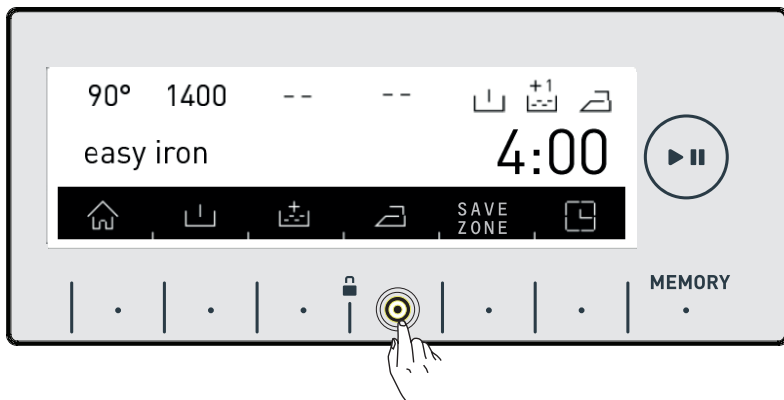 90° 1400 -- -- +1
easy iron 4:00
SAVE
ZONE
MEMORY